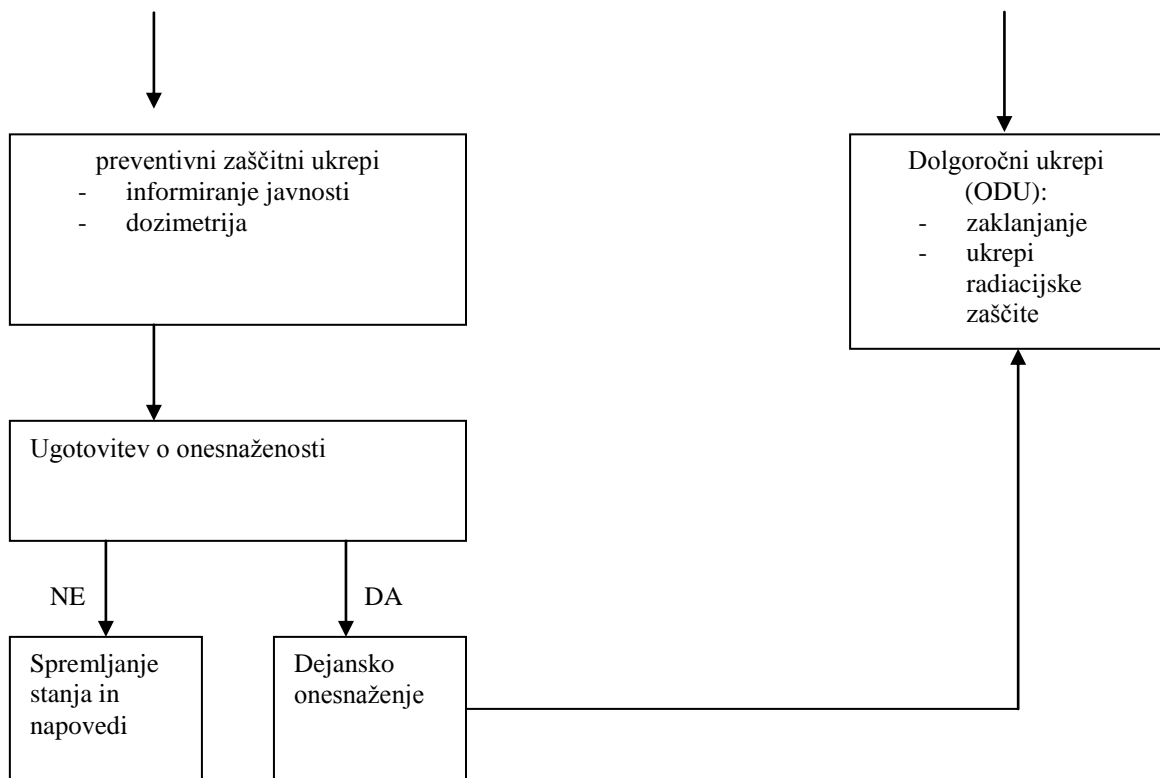 preventivni zaščitni ukrepi
- informiranje javnosti
- dozimetrija
Dolgoročni ukrepi
(ODU):
- zaklanjanje
- ukrepi
radiacijske
zaščite
Ugotovitev o onesnaženosti
NE
DA
Spremljanje
stanja in
napovedi
Dejansko
onesnaženje